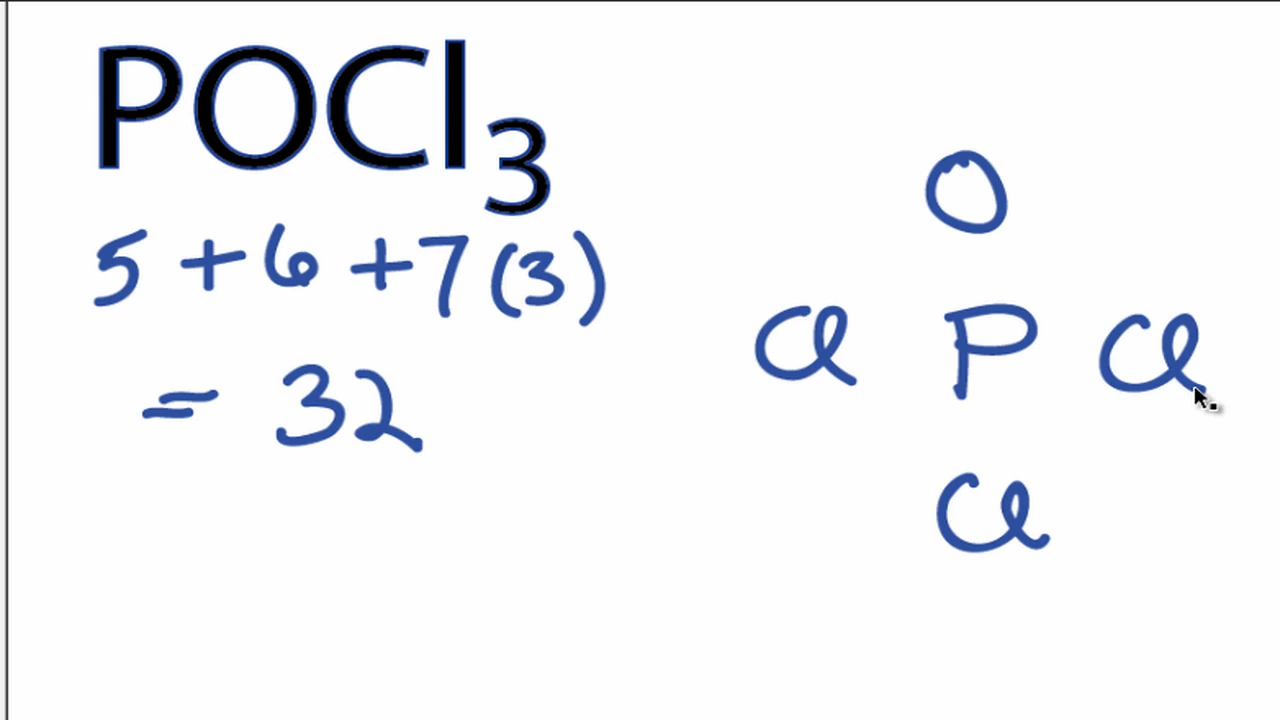 POCl₃
5 + 6 + 7(3)
= 32
O
Cl P Cl
Cl